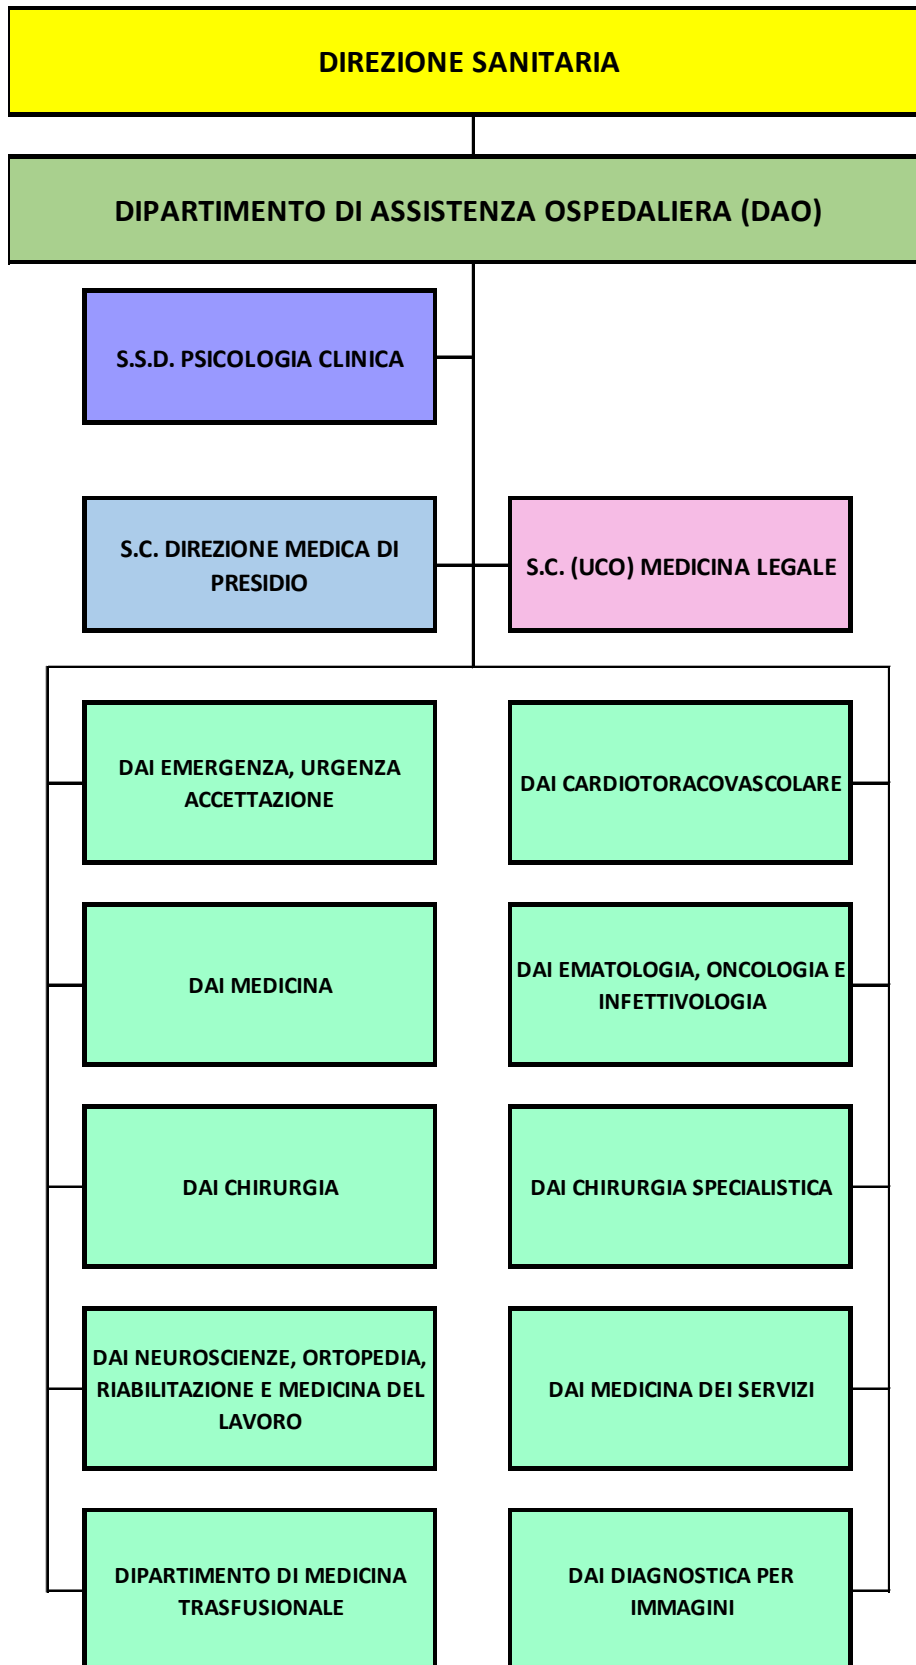 DIREZIONE SANITARIA
DIPARTIMENTO DI ASSISTENZA OSPEDALIERA (DAO)
S.S.D. PSICOLOGIA CLINICA
S.C. DIREZIONE MEDICA DI
PRESIDIO
S.C. (UCO) MEDICINA LEGALE
DAI EMERGENZA, URGENZA
ACCETTAZIONE
DAI CARDIOTORACOVASCOLARE
DAI MEDICINA
DAI EMATOLOGIA, ONCOLOGIA E
INFETTIVOLOGIA
DAI CHIRURGIA
DAI CHIRURGIA SPECIALISTICA
DAI NEUROSCIENZE, ORTOPEDIA,
RIABILITAZIONE E MEDICINA DEL
LAVORO
DAI MEDICINA DEI SERVIZI
DIPARTIMENTO DI MEDICINA
TRASFUSIONALE
DAI DIAGNOSTICA PER
IMMAGINI